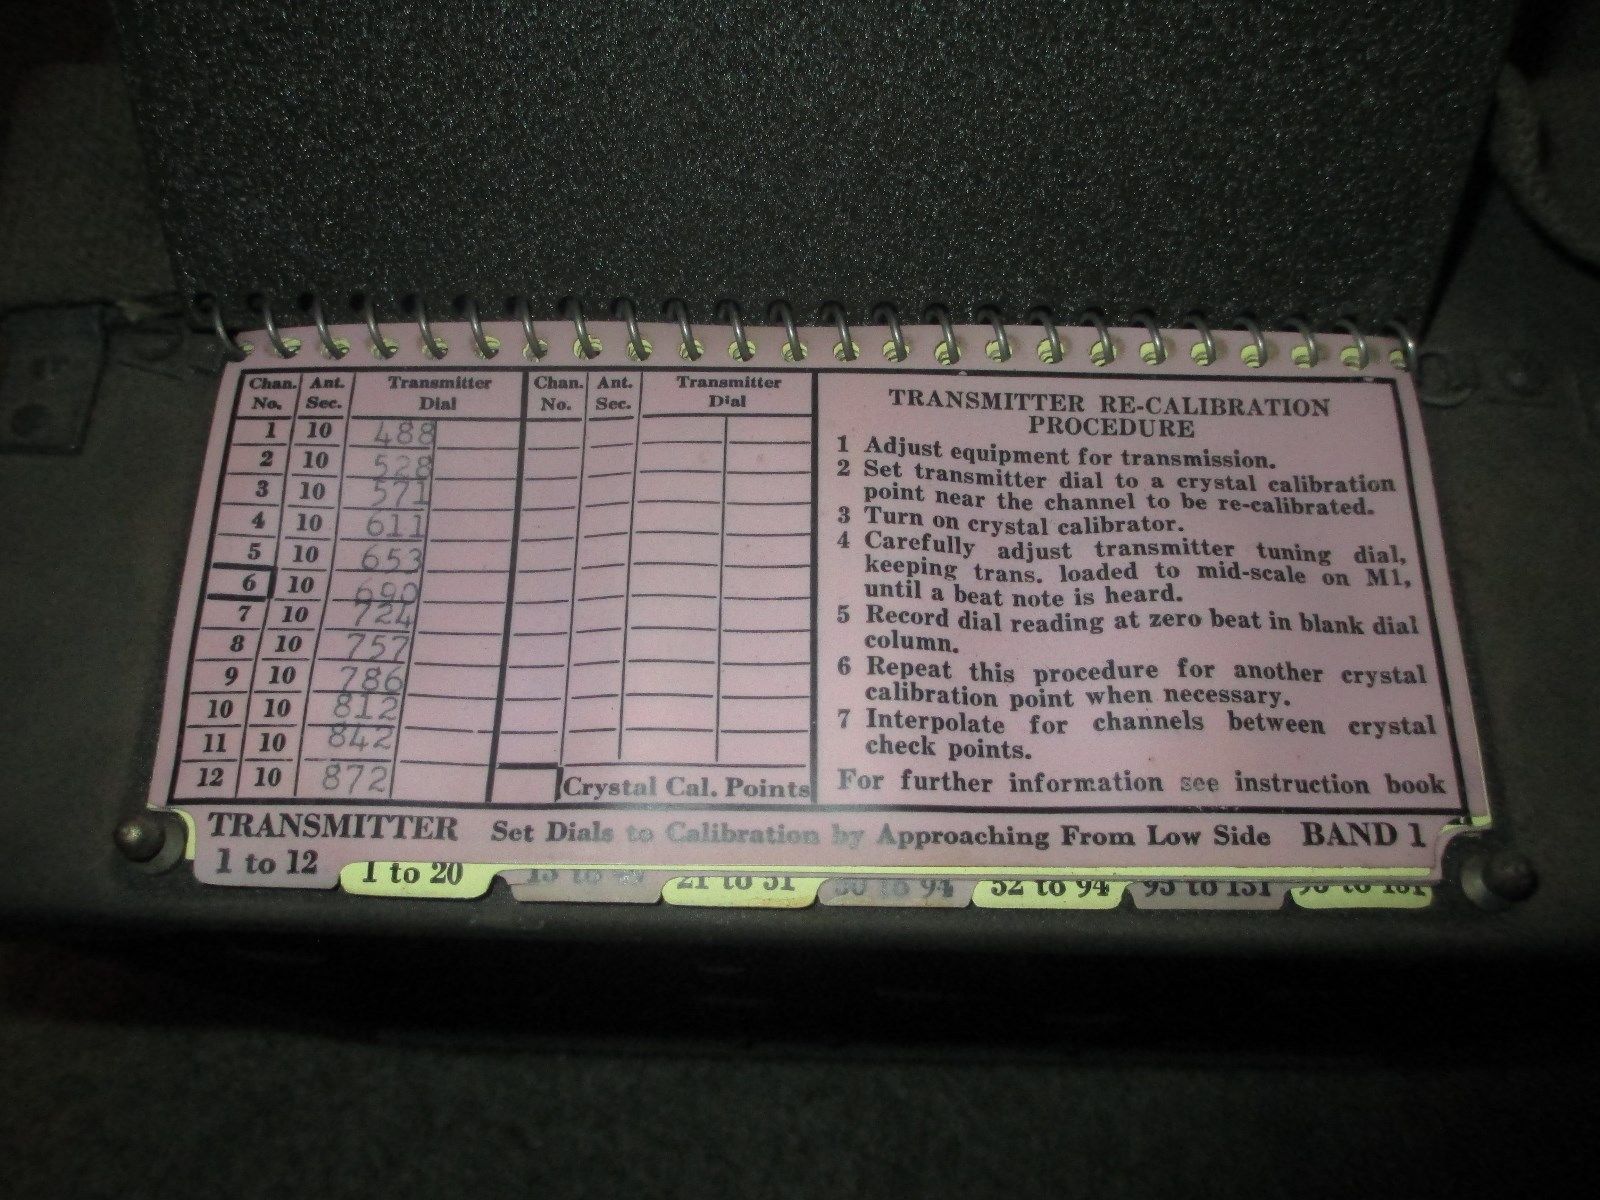 Chan. No. Ant. Sec. Transmitter Dial Chan. No. Ant. Sec. Transmitter Dial
1 10 488
2 10 528
3 10 571
4 10 611
5 10 653
6 10 690
7 10 724
8 10 757
9 10 786
10 10 812
11 10 842
12 10 872
Crystal Cal. Points
TRANSMITTER RE-CALIBRATION
PROCEDURE
1 Adjust equipment for transmission.
2 Set transmitter dial to a crystal calibration
point near the channel to be re-calibrated.
3 Turn on crystal calibrator.
4 Carefully adjust transmitter tuning dial,
keeping trans. loaded to mid-scale on M1,
until a beat note is heard.
5 Record dial reading at zero beat in blank dial
column.
6 Repeat this procedure for another crystal
calibration point when necessary.
7 Interpolate for channels between crystal
check points.
For further information see instruction book
TRANSMITTER Set Dials to Calibration by Approaching From Low Side BAND 1
1 to 12 1 to 20 21 to 51 94 52 to 94 95 to 131